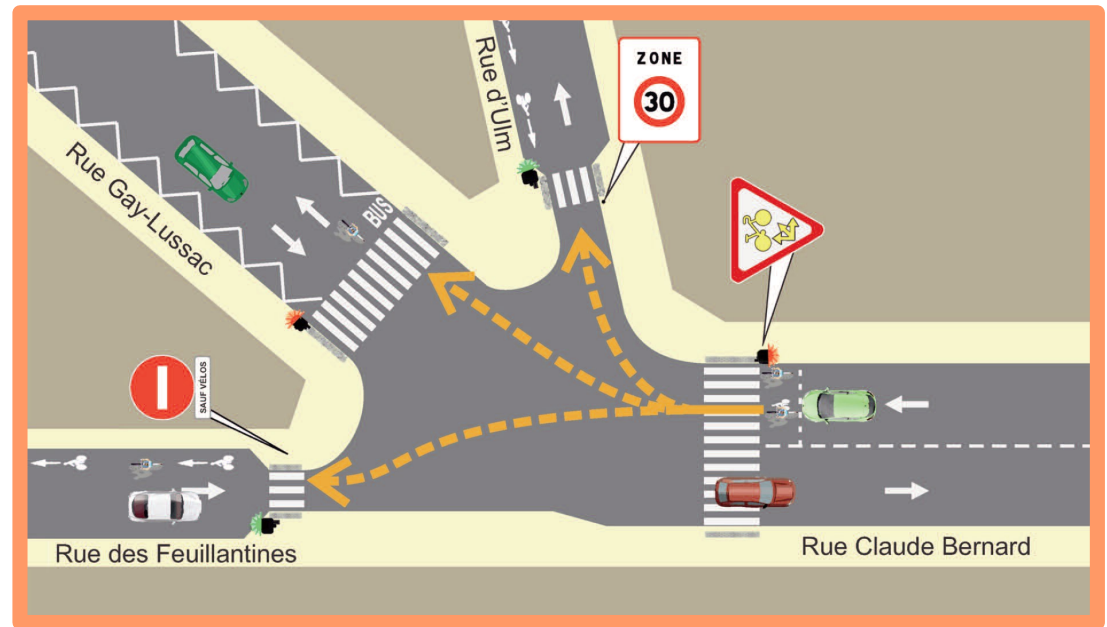 Rue d'Ulm
ZONE
30
Rue Gay-Lussac
BUS
SAUF VÉLOS
Rue des Feuillantines
Rue Claude Bernard